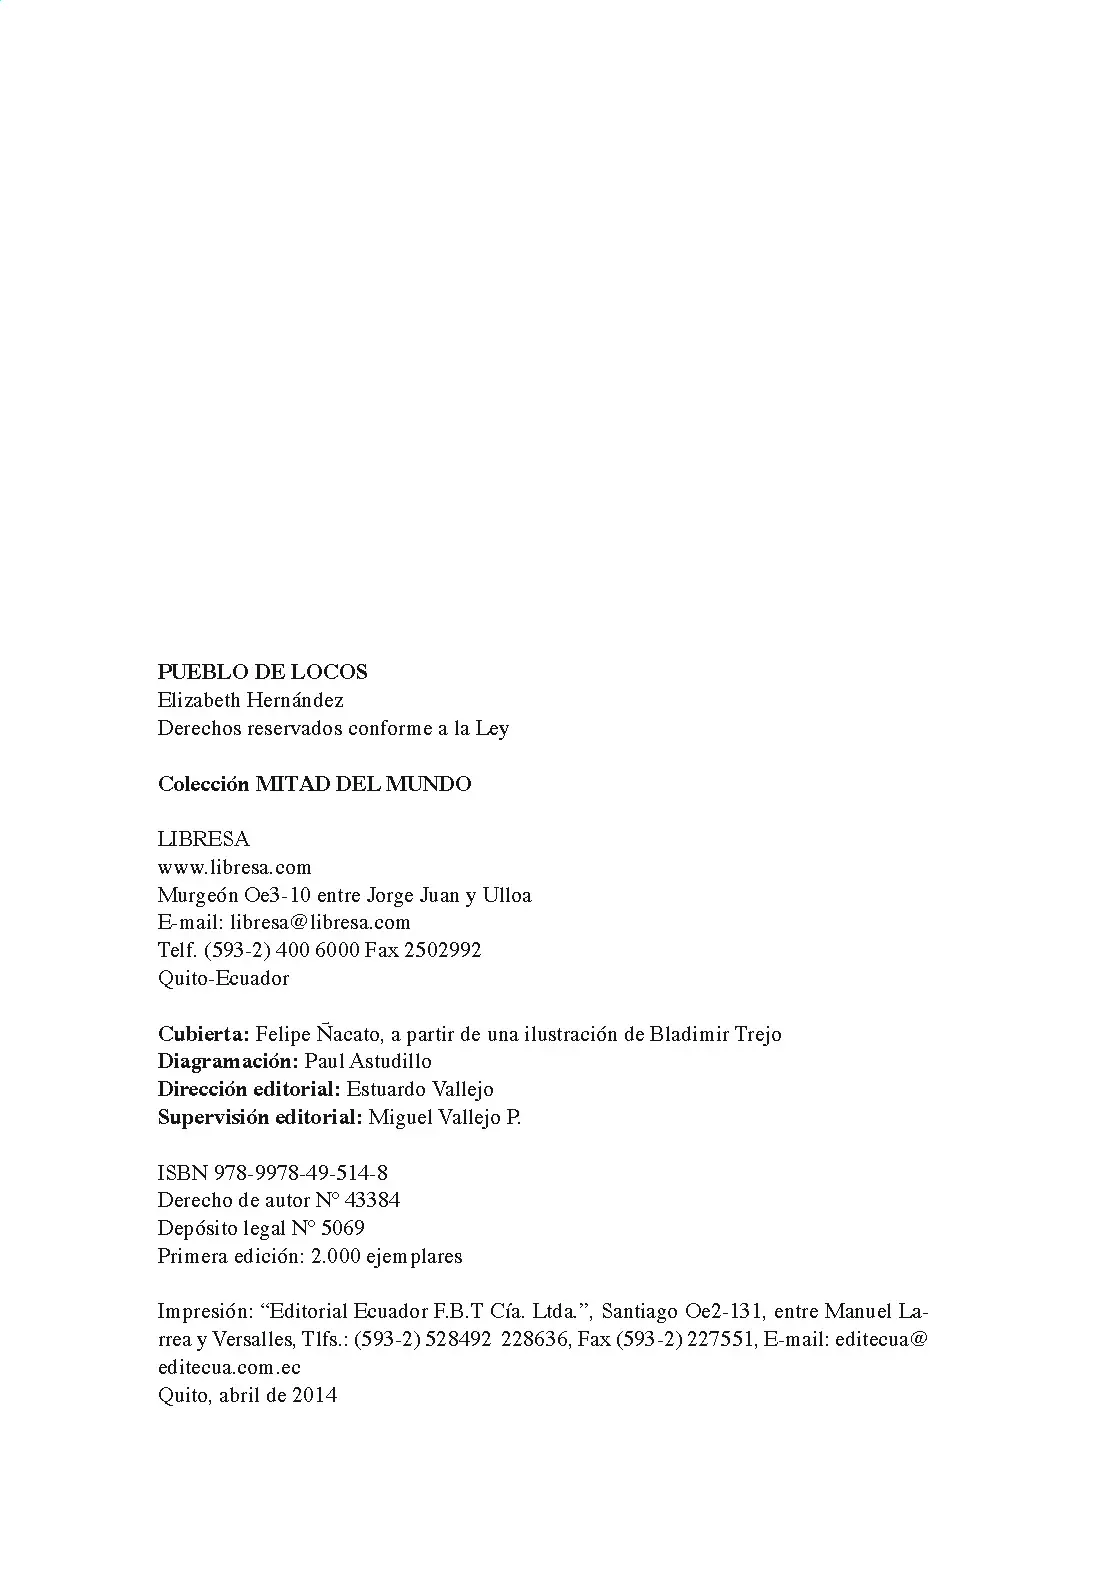 PUEBLO DE LOCOS
Elizabeth Hernández
Derechos reservados conforme a la Ley
Colección MITAD DEL MUNDO
LIBRESA
www.libresa.com
Murgeón Oe3-10 entre Jorge Juan y Ulloa
E-mail: libresa@libresa.com
Telf. (593-2) 400 6000 Fax 2502992
Quito-Ecuador
Cubierta: Felipe Ñacato, a partir de una ilustración de Bladimir Trejo
Diagramación: Paul Astudillo
Dirección editorial: Estuardo Vallejo
Supervisión editorial: Miguel Vallejo P.
ISBN 978-9978-49-514-8
Derecho de autor N° 43384
Depósito legal N° 5069
Primera edición: 2.000 ejemplares
Impresión: “Editorial Ecuador F.B.T Cía. Ltda.”, Santiago Oe2-131, entre Manuel La-
rrea y Versalles, Tlfs.: (593-2) 528492  228636, Fax (593-2) 227551, E-mail: editecua@
editecua.com.ec
Quito, abril de 2014